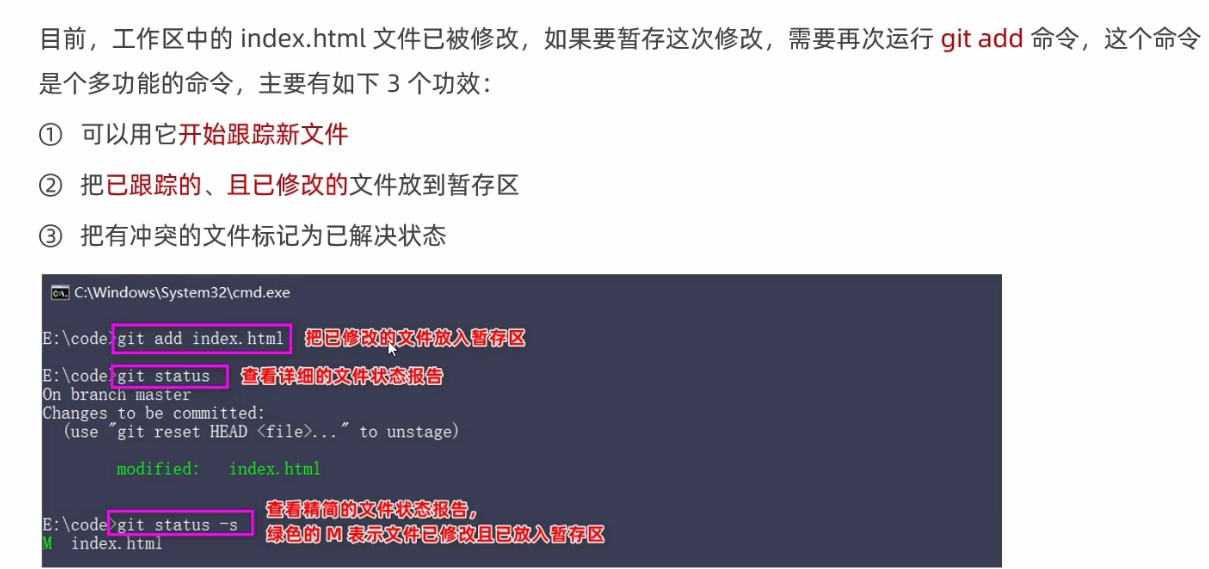 目前，工作区中的 index.html 文件已被修改，如果要暂存这次修改，需要再次运行 git add 命令，这个命令
是个多功能的命令，主要有如下 3 个功效：
① 可以用它开始跟踪新文件
② 把已跟踪的、且已修改的文件放到暂存区
③ 把有冲突的文件标记为已解决状态
C:\Windows\System32\cmd.exe
E:\code>git add index.html 把已修改的文件放入暂存区
E:\code>git status 查看详细的文件状态报告
On branch master
Changes to be committed:
(use "git reset HEAD <file>..." to unstage)
modified: index.html
查看精简的文件状态报告，
E:\code>git status -s 绿色的 M 表示文件已修改且已放入暂存区
M index.html